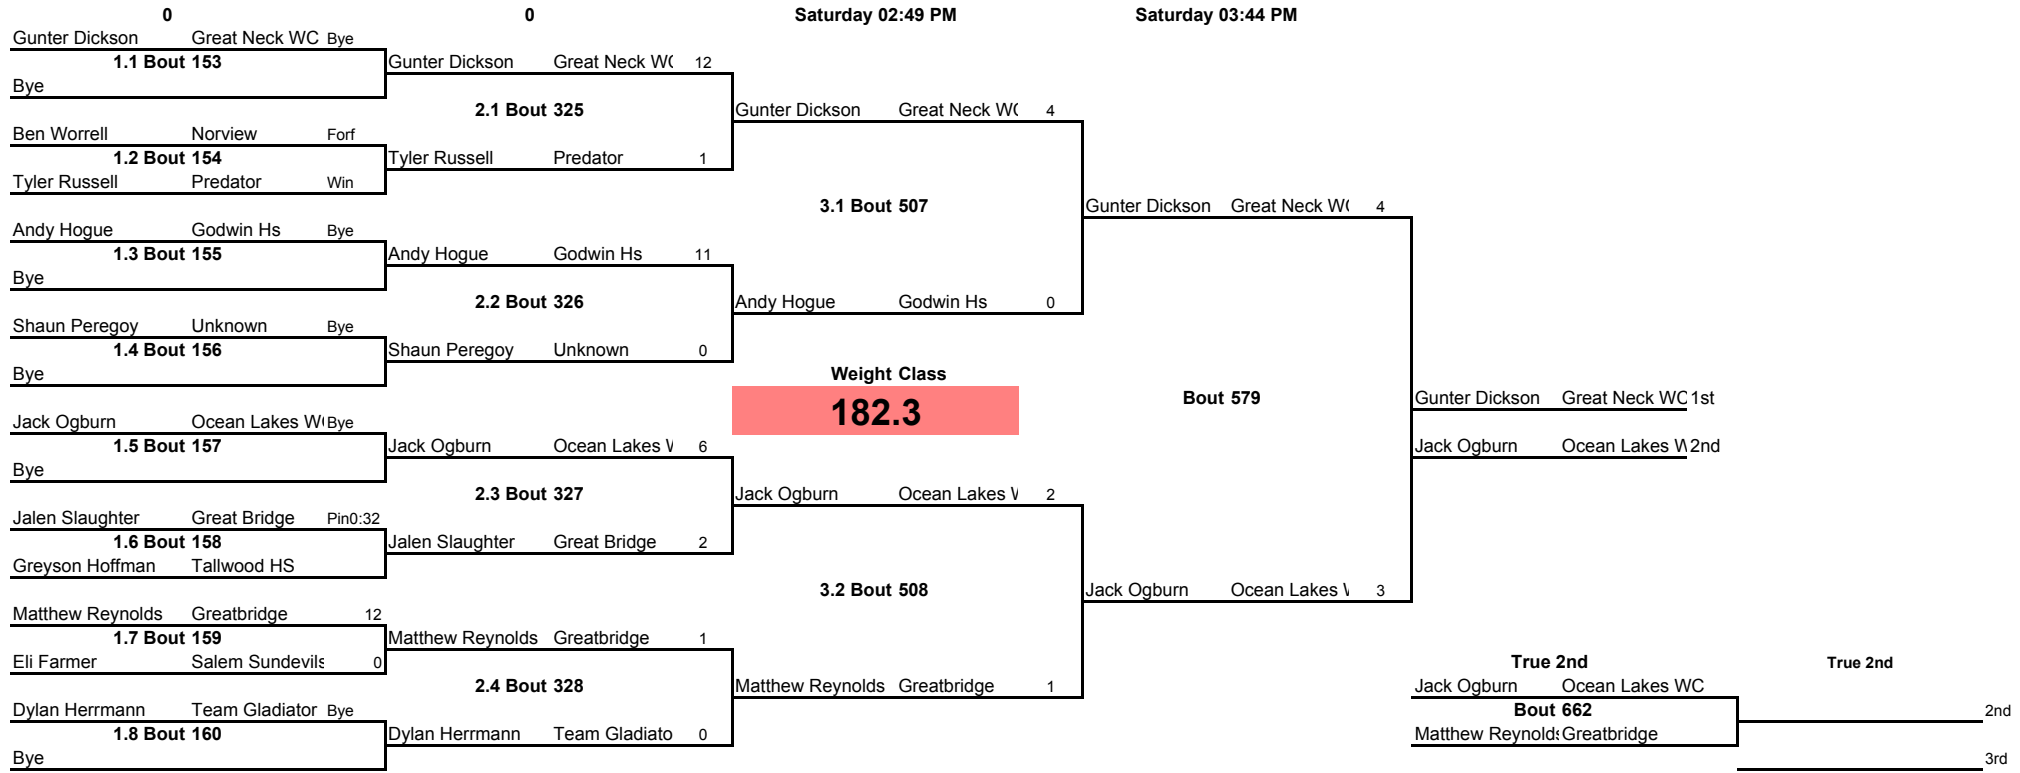 0 0 Saturday 02:49 PM Saturday 03:44 PM
Gunter Dickson Great Neck WC Bye
1.1 Bout 153
Gunter Dickson Great Neck W( 12
Bye
2.1 Bout 325
Gunter Dickson Great Neck W( 4
Ben Worrell Norview Forf
1.2 Bout 154
Tyler Russell Predator 1
Tyler Russell Predator Win
3.1 Bout 507
Gunter Dickson Great Neck W( 4
Andy Hogue Godwin Hs Bye
1.3 Bout 155
Andy Hogue Godwin Hs 11
Bye
2.2 Bout 326
Andy Hogue Godwin Hs 0
Shaun Peregoy Unknown Bye
1.4 Bout 156
Shaun Peregoy Unknown 0
Bye
Weight Class
182.3
Bout 579
Gunter Dickson Great Neck WC 1st
Jack Ogburn Ocean Lakes W( Bye
1.5 Bout 157
Jack Ogburn Ocean Lakes V 6
Jack Ogburn Ocean Lakes W 2nd
Bye
2.3 Bout 327
Jack Ogburn Ocean Lakes V 2
Jalen Slaughter Great Bridge Pin0:32
1.6 Bout 158
Jalen Slaughter Great Bridge 2
Greyson Hoffman Tallwood HS
3.2 Bout 508
Jack Ogburn Ocean Lakes V 3
Matthew Reynolds Greatbridge 12
1.7 Bout 159
Matthew Reynolds Greatbridge 1
Eli Farmer Salem Sundevils 0
True 2nd True 2nd
2.4 Bout 328
Matthew Reynolds Greatbridge 1
Jack Ogburn Ocean Lakes WC
Dylan Herrmann Team Gladiator Bye
Bout 662
2nd
1.8 Bout 160
Dylan Herrmann Team Gladiato 0
Matthew Reynolds Greatbridge
Bye
3rd